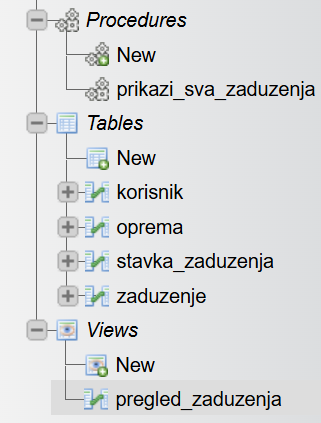 Procedures
New
prikazi_sva_zaduzenja
Tables
New
korisnik
oprema
stavka_zaduzenja
zaduzenje
Views
New
pregled_zaduzenja